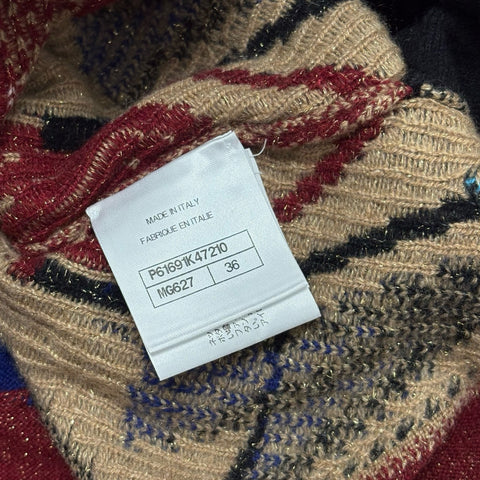 MADE IN ITALY
FABRIQUE EN ITALIE
P61691K47210
MG627 36